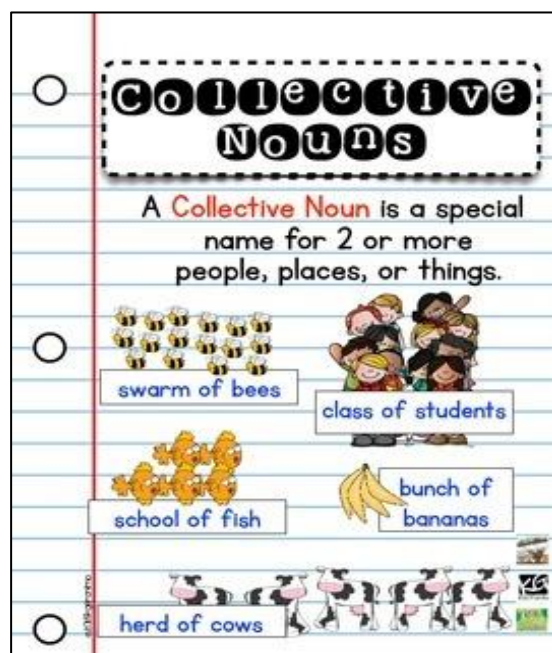 Collective
Nouns
A Collective Noun is a special
name for 2 or more
people, places, or things.
swarm of bees
class of students
school of fish
bunch of
bananas
herd of cows